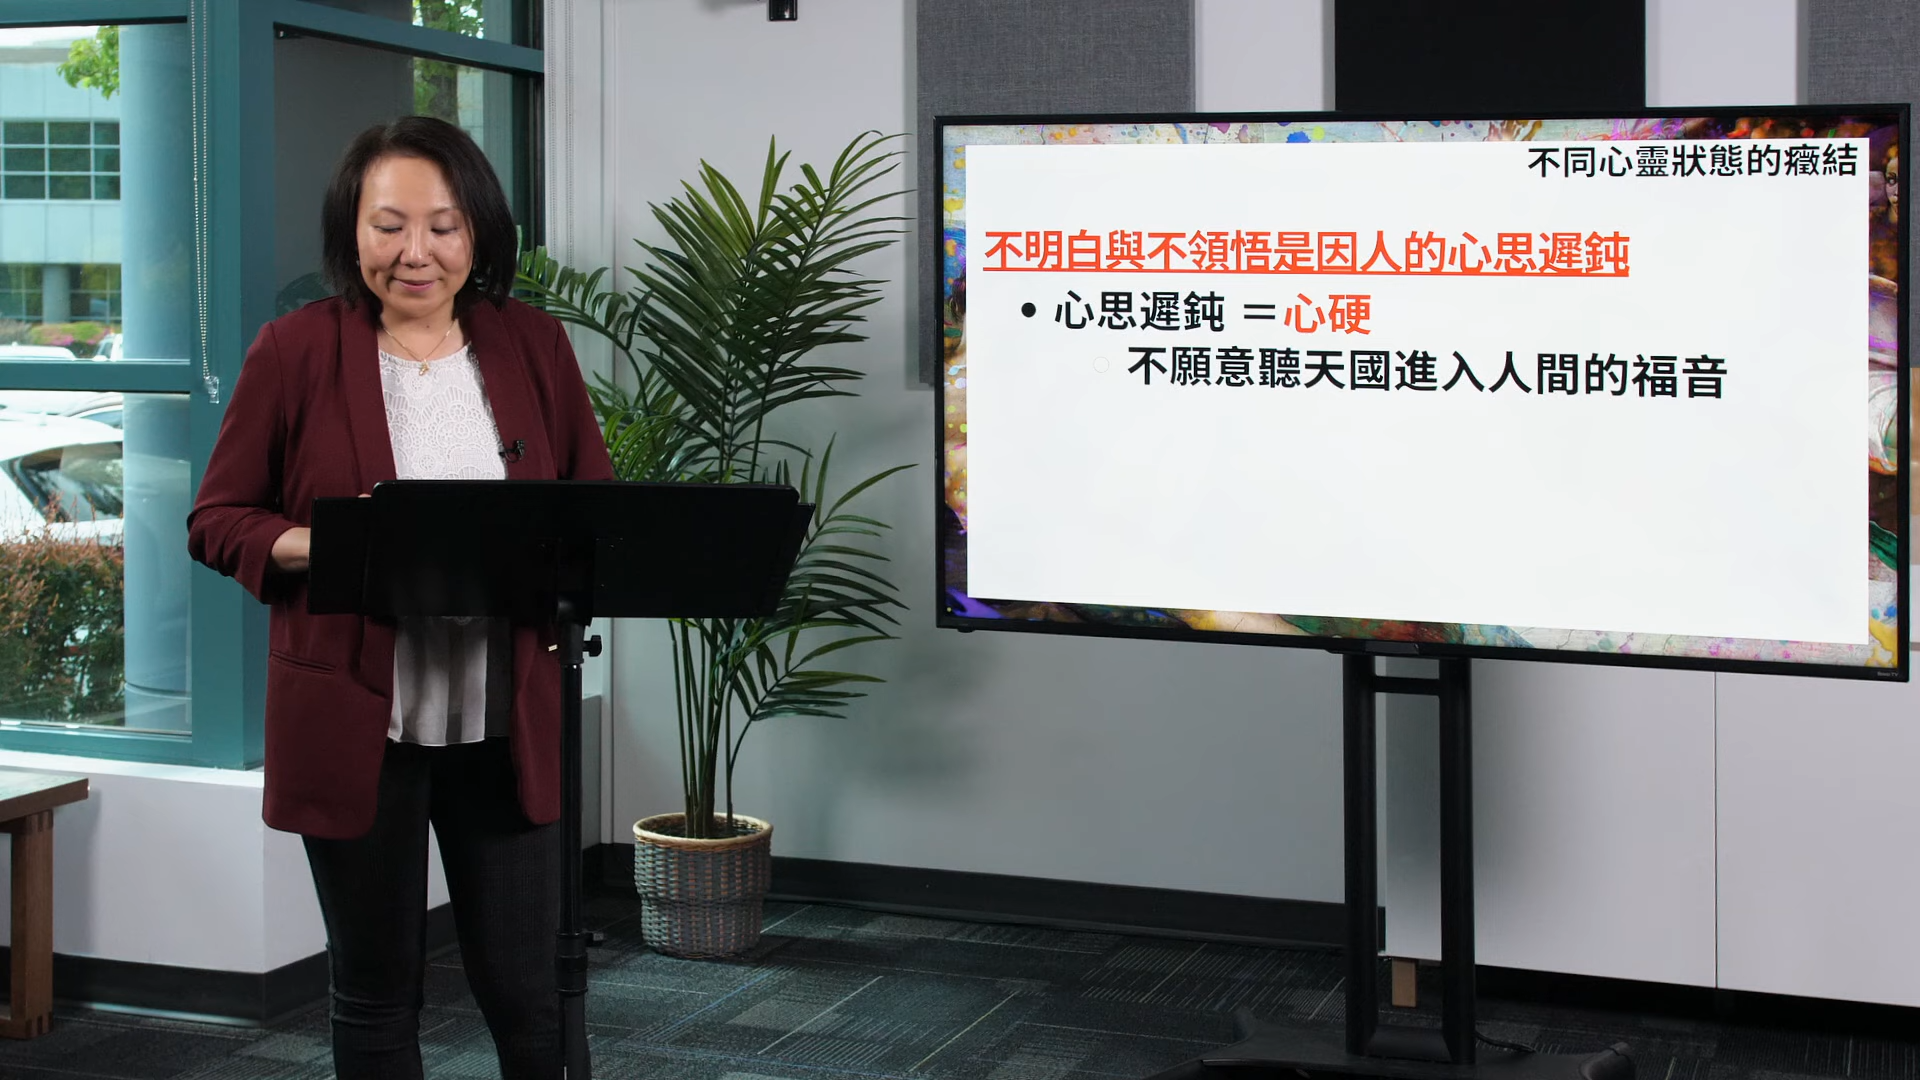 不同心靈狀態的癥結
不明白與不領悟是因人的心思遲鈍
• 心思遲鈍 ＝心硬
不願意聽天國進入人間的福音